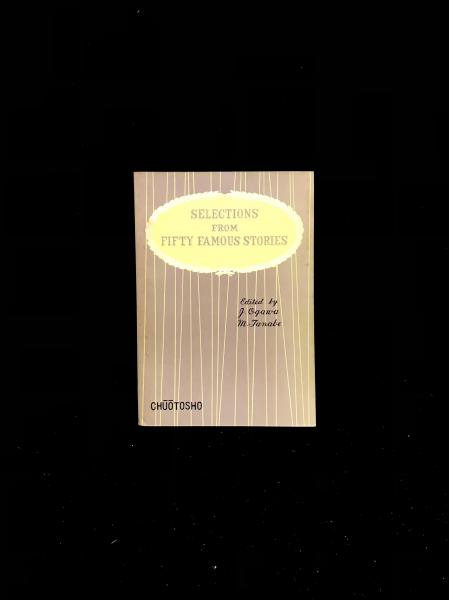 SELECTIONS
FROM
FIFTY FAMOUS STORIES
Edited by
J. Ogawa
M. Tanabe
CHŪŌTOSHO